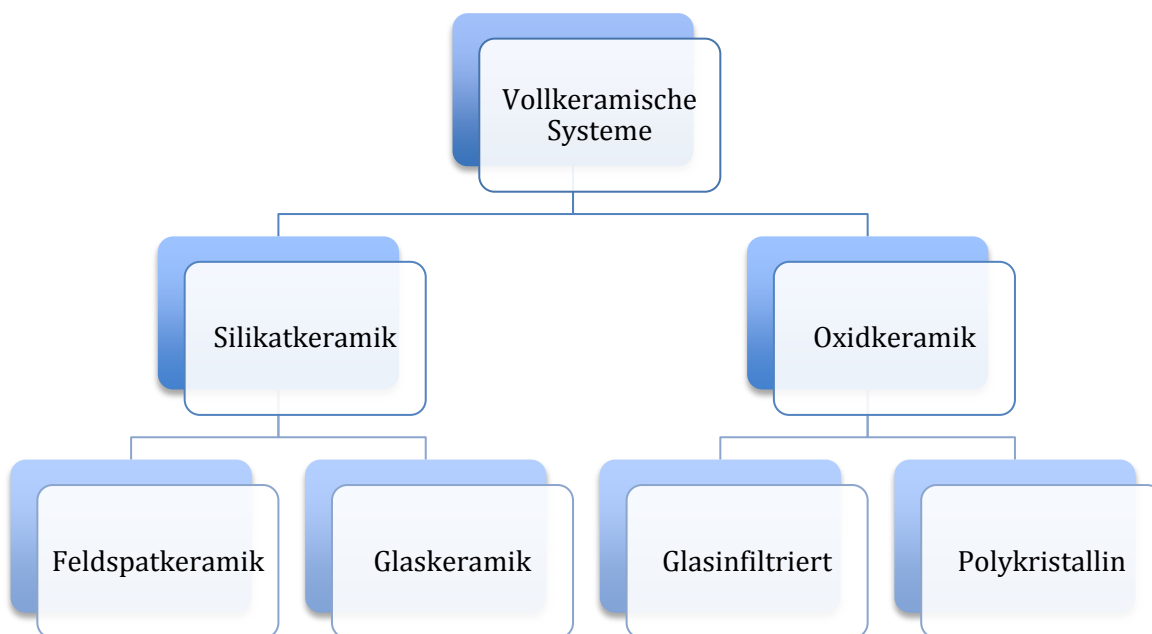 Vollkeramische
Systeme
Silikatkeramik
Oxidkeramik
Feldspatkeramik
Glaskeramik
Glasinfiltriert
Polykristallin